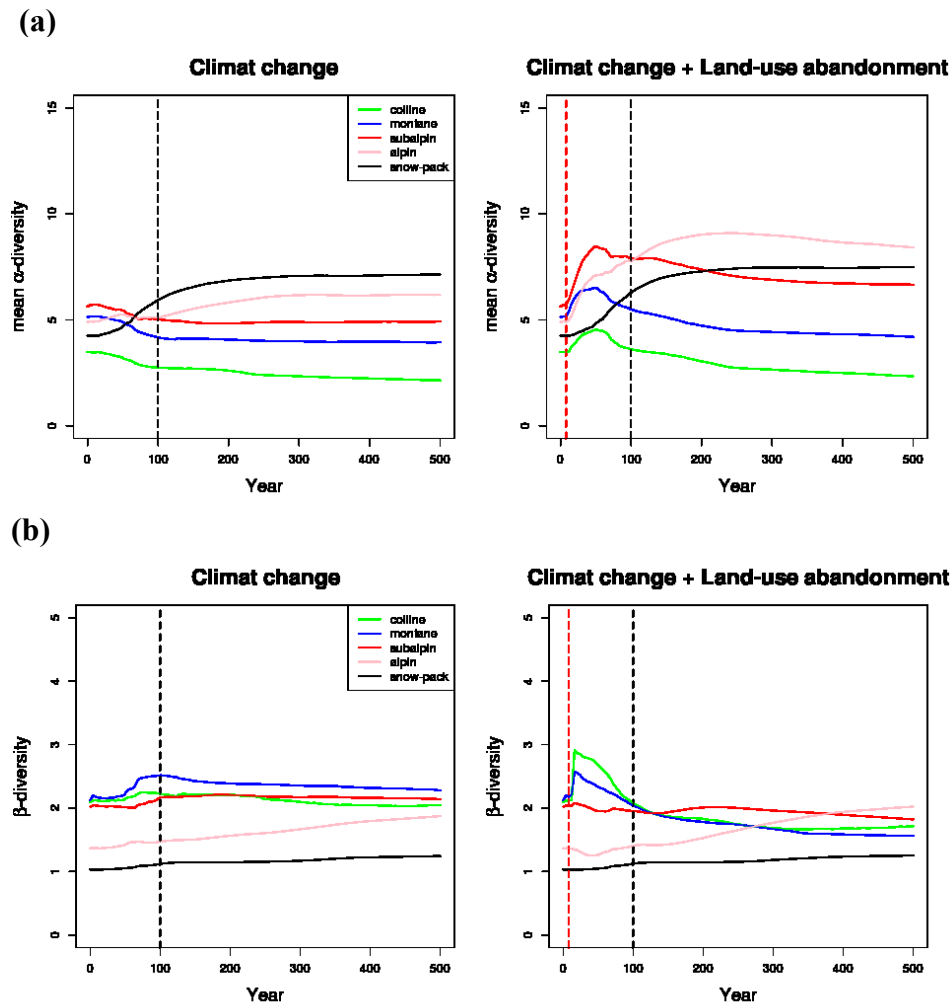 (a)
Climat change
Climat change + Land-use abandonment
mean α-diversity
15
10
5
0
colline
montane
subalpin
alpin
snow-pack
0 100 200 300 400 500
Year
mean α-diversity
15
10
5
0
0 100 200 300 400 500
Year
(b)
Climat change
Climat change + Land-use abandonment
β-diversity
5
4
3
2
1
0
colline
montane
subalpin
alpin
snow-pack
0 100 200 300 400 500
Year
β-diversity
5
4
3
2
1
0
0 100 200 300 400 500
Year